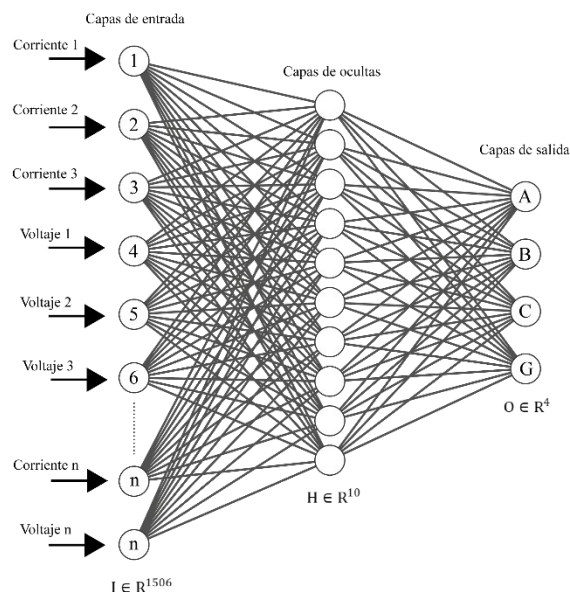 Capas de entrada
Corriente 1
1
Corriente 2
2
Corriente 3
3
Voltaje 1
4
Voltaje 2
5
Voltaje 3
6
Corriente n
n
Voltaje n
n
I ∈ R¹⁵⁰⁶
Capas de ocultas
H ∈ R¹⁰
Capas de salida
A
B
C
G
O ∈ R⁴